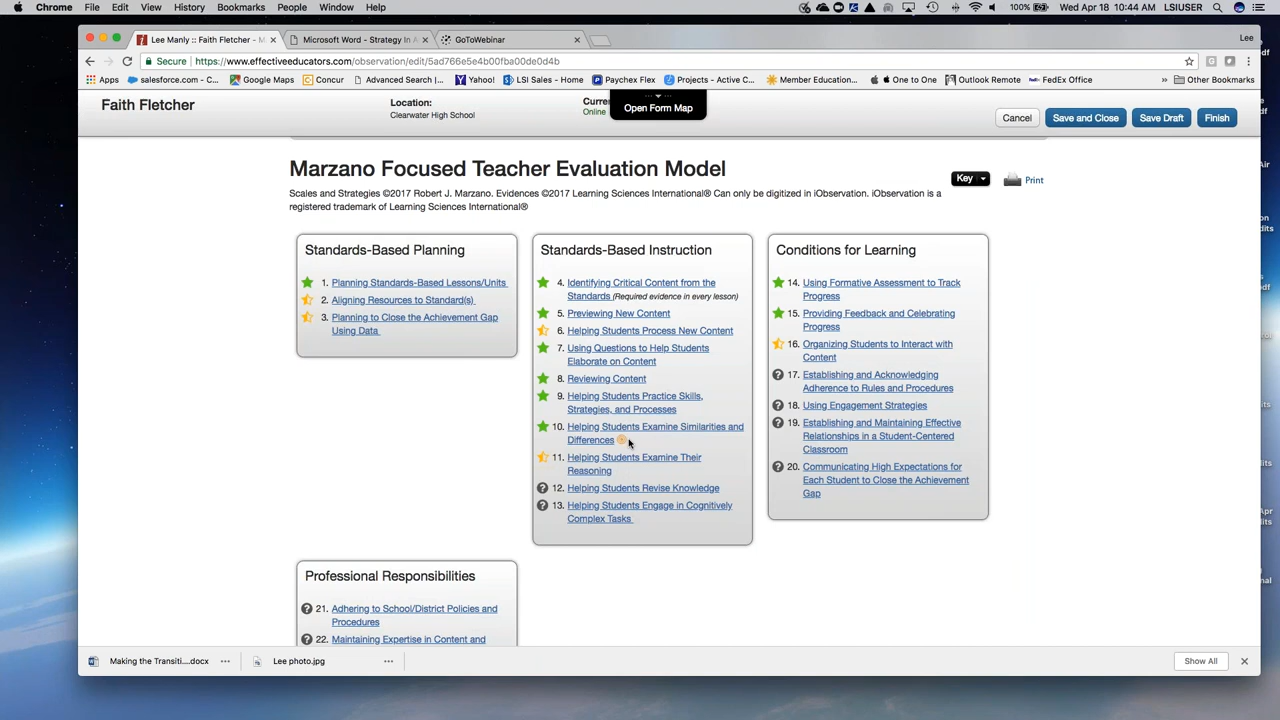 Chrome File Edit View History Bookmarks People Window Help
100% Wed Apr 18 10:44 AM LSIUSER
Lee Manly :: Faith Fletcher - M
Microsoft Word - Strategy In A
GoToWebinar
Lee
Secure https://www.effectiveeducators.com/observation/edit/5ad766e5e4b00fba00de0d4b
Apps salesforce.com - C... Google Maps Concur Advanced Search |... Yahoo! LSI Sales - Home Paychex Flex Projects - Active C... Member Education... One to One Outlook Remote FedEx Office » Other Bookmarks
Faith Fletcher
Location:
Clearwater High School
Curre
Online
Open Form Map
Cancel
Save and Close
Save Draft
Finish
Marzano Focused Teacher Evaluation Model
Key
Print
Scales and Strategies ©2017 Robert J. Marzano. Evidences ©2017 Learning Sciences International® Can only be digitized in iObservation. iObservation is a
registered trademark of Learning Sciences International®
Standards-Based Planning
1. Planning Standards-Based Lessons/Units
2. Aligning Resources to Standard(s)
3. Planning to Close the Achievement Gap
Using Data
Standards-Based Instruction
4. Identifying Critical Content from the
Standards (Required evidence in every lesson)
5. Previewing New Content
6. Helping Students Process New Content
7. Using Questions to Help Students
Elaborate on Content
8. Reviewing Content
9. Helping Students Practice Skills,
Strategies, and Processes
10. Helping Students Examine Similarities and
Differences
11. Helping Students Examine Their
Reasoning
12. Helping Students Revise Knowledge
13. Helping Students Engage in Cognitively
Complex Tasks
Conditions for Learning
14. Using Formative Assessment to Track
Progress
15. Providing Feedback and Celebrating
Progress
16. Organizing Students to Interact with
Content
17. Establishing and Acknowledging
Adherence to Rules and Procedures
18. Using Engagement Strategies
19. Establishing and Maintaining Effective
Relationships in a Student-Centered
Classroom
20. Communicating High Expectations for
Each Student to Close the Achievement
Gap
Professional Responsibilities
21. Adhering to School/District Policies and
Procedures
22. Maintaining Expertise in Content and
Making the Transiti....docx
Lee photo.jpg
Show All